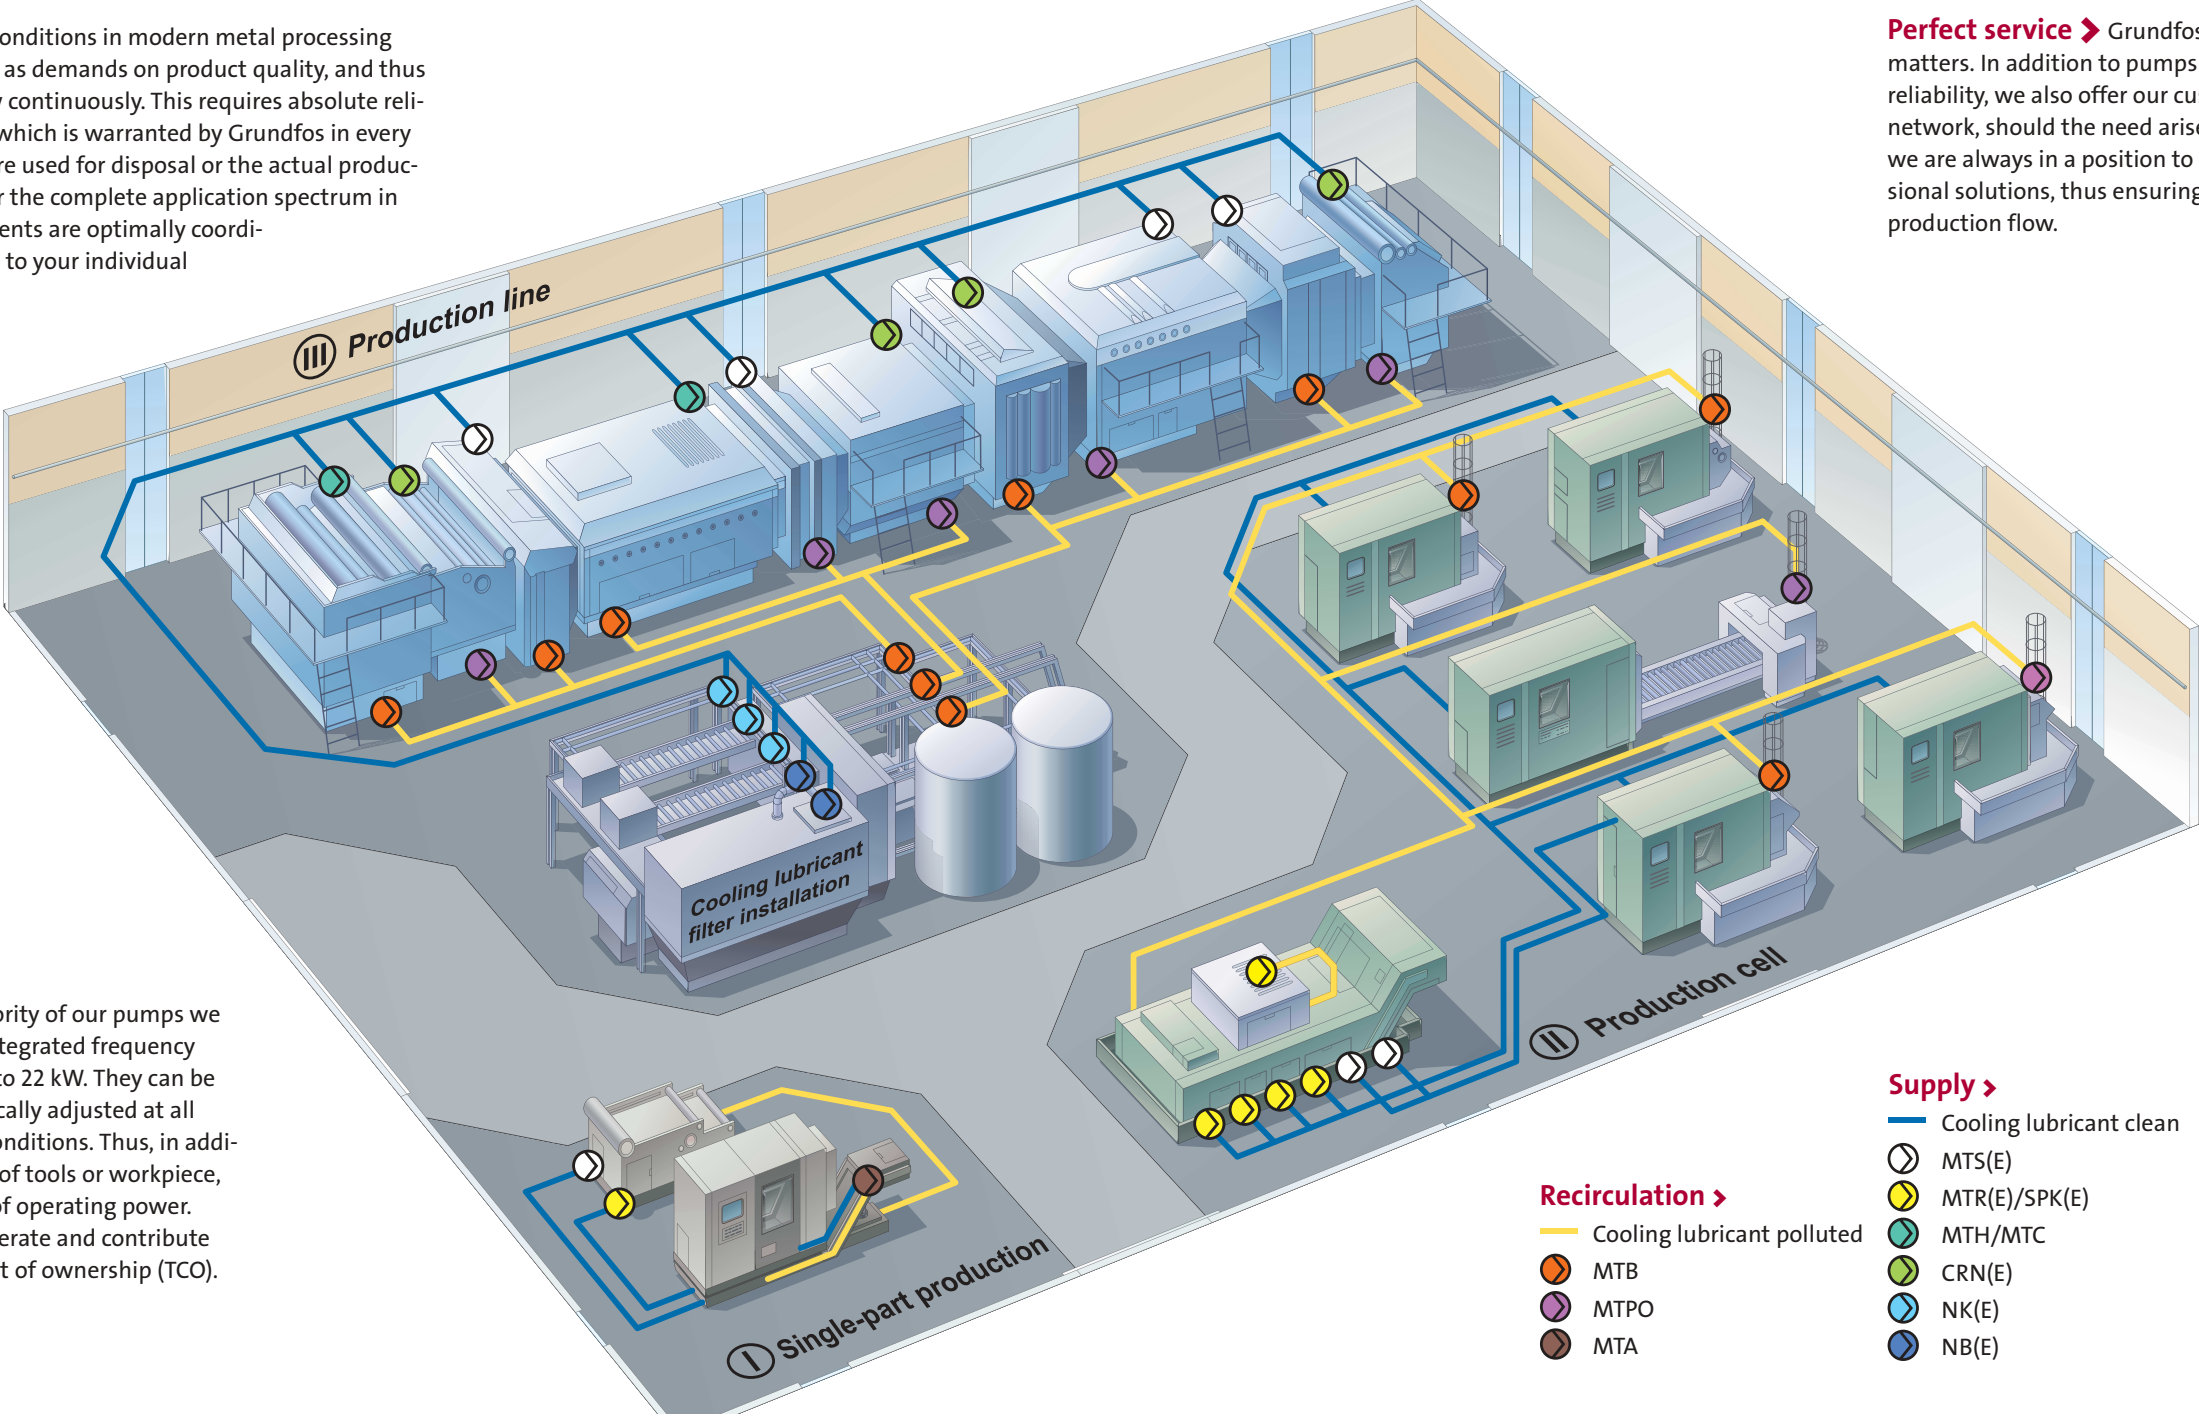 onditions in modern metal processing
as demands on product quality, and thus
continuously. This requires absolute reli-
which is warranted by Grundfos in every
re used for disposal or the actual produc-
the complete application spectrum in
ents are optimally coordi-
to your individual
Perfect service Grundfos
matters. In addition to pumps
reliability, we also offer our cu
network, should the need arise
we are always in a position to
sional solutions, thus ensuring
production flow.
III Production line
Cooling lubricant
filter installation
ority of our pumps we
ntegrated frequency
to 22 kW. They can be
cally adjusted at all
onditions. Thus, in addi-
of tools or workpiece,
of operating power.
erate and contribute
t of ownership (TCO).
II Production cell
I Single-part production
Recirculation
Cooling lubricant polluted
MTB
MTPO
MTA
Supply
Cooling lubricant clean
MTS(E)
MTR(E)/SPK(E)
MTH/MTC
CRN(E)
NK(E)
NB(E)